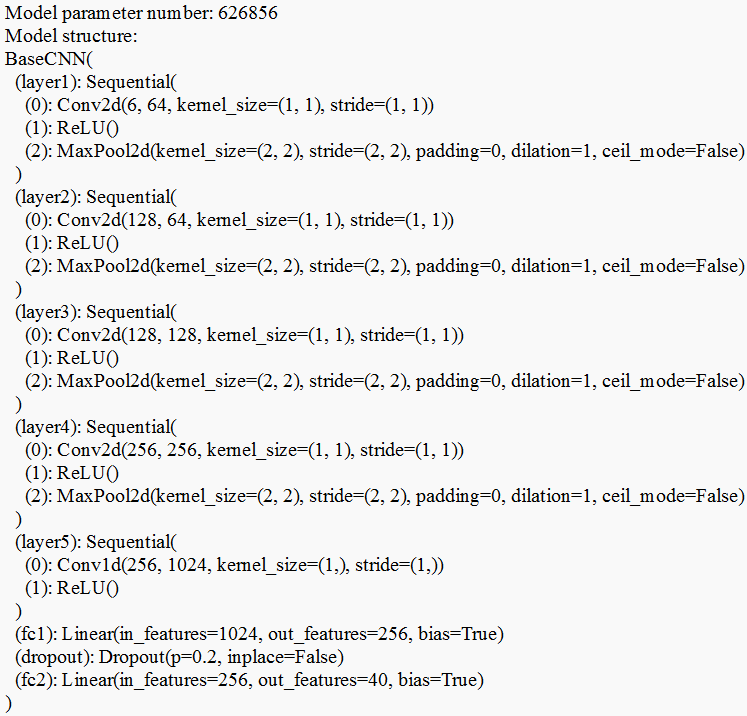 Model parameter number: 626856
Model structure:
BaseCNN(
(layer1): Sequential(
(0): Conv2d(6, 64, kernel_size=(1, 1), stride=(1, 1))
(1): ReLU()
(2): MaxPool2d(kernel_size=(2, 2), stride=(2, 2), padding=0, dilation=1, ceil_mode=False)
)
(layer2): Sequential(
(0): Conv2d(128, 64, kernel_size=(1, 1), stride=(1, 1))
(1): ReLU()
(2): MaxPool2d(kernel_size=(2, 2), stride=(2, 2), padding=0, dilation=1, ceil_mode=False)
)
(layer3): Sequential(
(0): Conv2d(128, 128, kernel_size=(1, 1), stride=(1, 1))
(1): ReLU()
(2): MaxPool2d(kernel_size=(2, 2), stride=(2, 2), padding=0, dilation=1, ceil_mode=False)
)
(layer4): Sequential(
(0): Conv2d(256, 256, kernel_size=(1, 1), stride=(1, 1))
(1): ReLU()
(2): MaxPool2d(kernel_size=(2, 2), stride=(2, 2), padding=0, dilation=1, ceil_mode=False)
)
(layer5): Sequential(
(0): Conv1d(256, 1024, kernel_size=(1,), stride=(1,))
(1): ReLU()
)
(fc1): Linear(in_features=1024, out_features=256, bias=True)
(dropout): Dropout(p=0.2, inplace=False)
(fc2): Linear(in_features=256, out_features=40, bias=True)
)